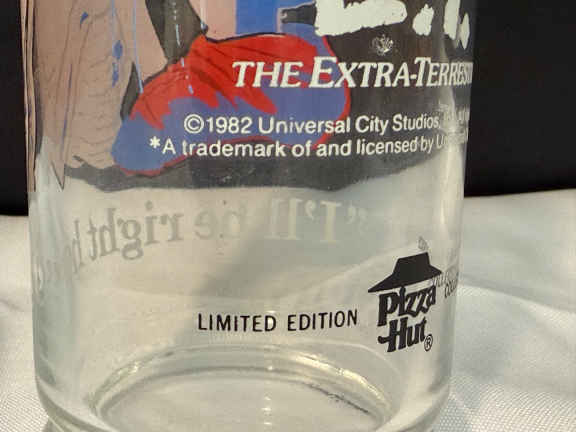 E.T.
THE EXTRA-TERRES
©1982 Universal City Studios,
*A trademark of and licensed by U
"I'll be right h
LIMITED EDITION
Pizza
Hut®